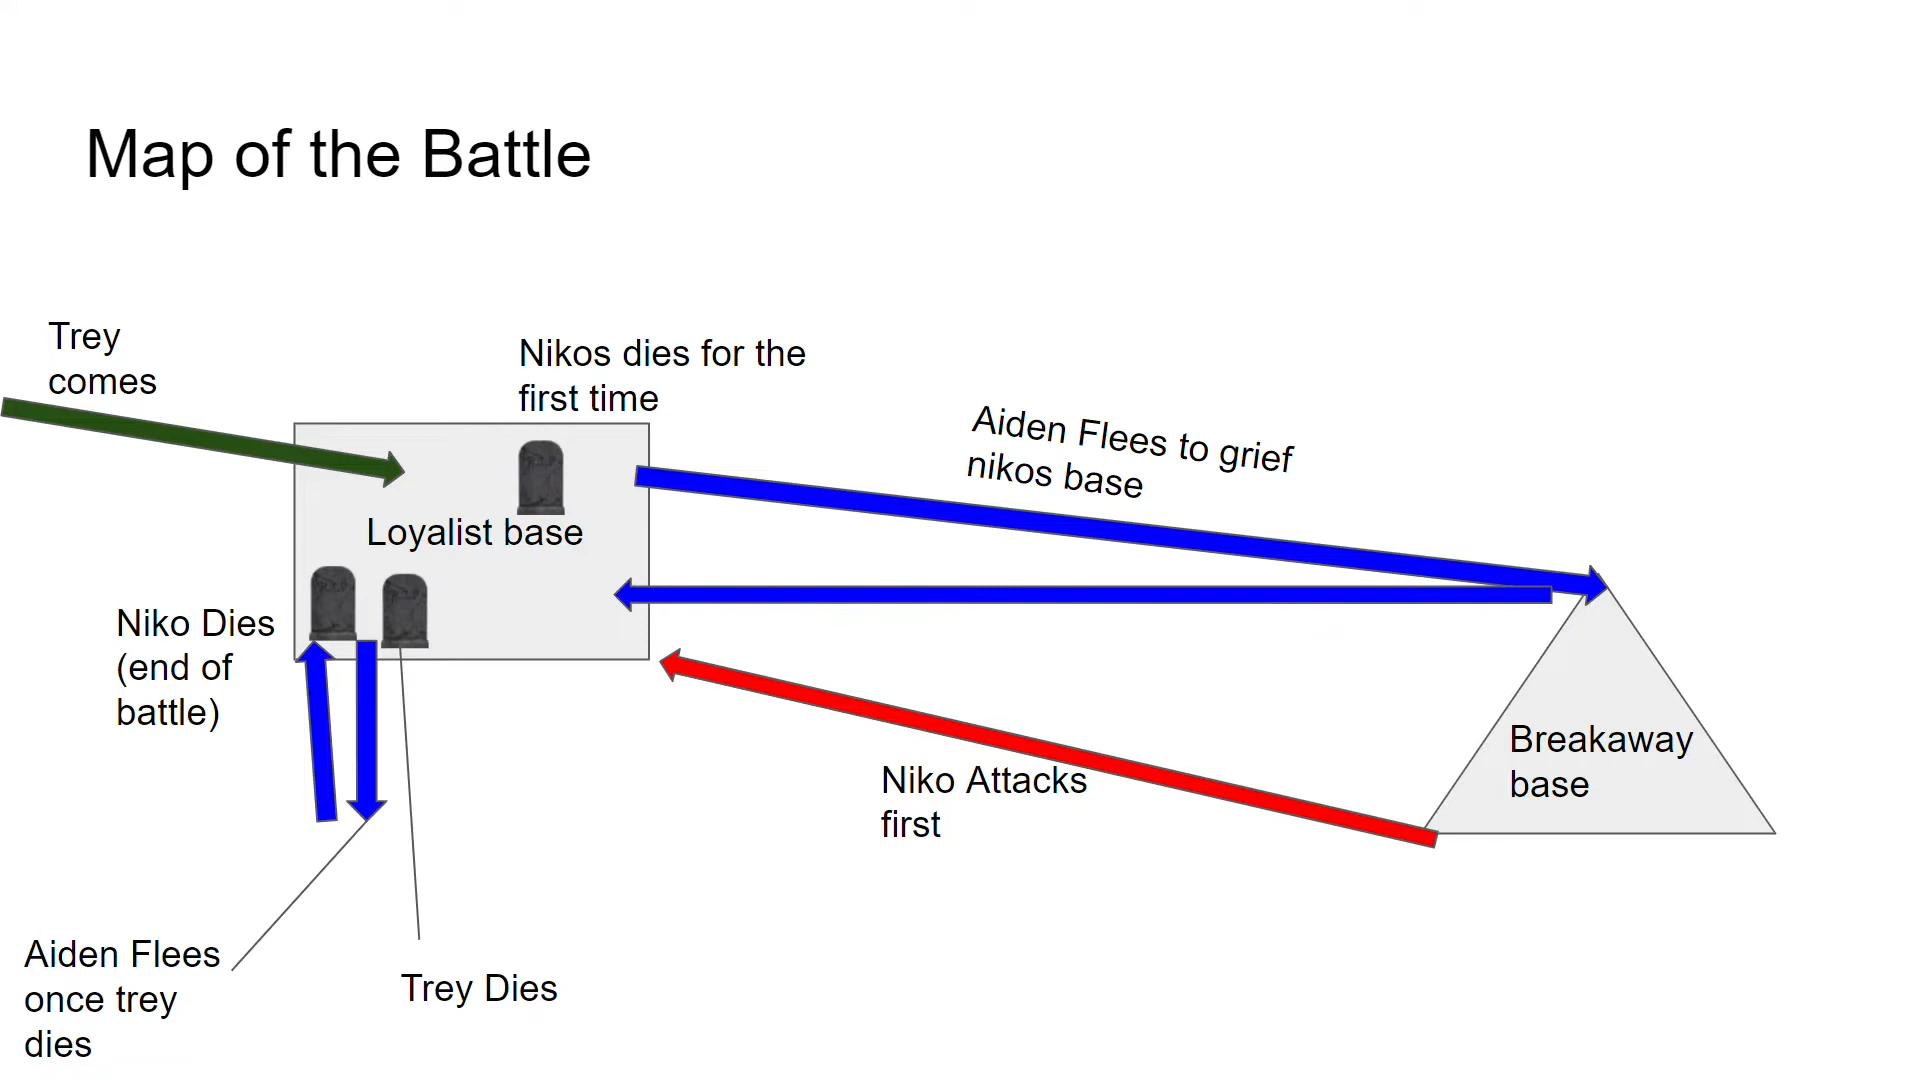 Map of the Battle
Trey
comes
Nikos dies for the
first time
Aiden Flees to grief
nikos base
Loyalist base
Niko Dies
(end of
battle)
Breakaway
base
Niko Attacks
first
Aiden Flees
once trey
dies
Trey Dies